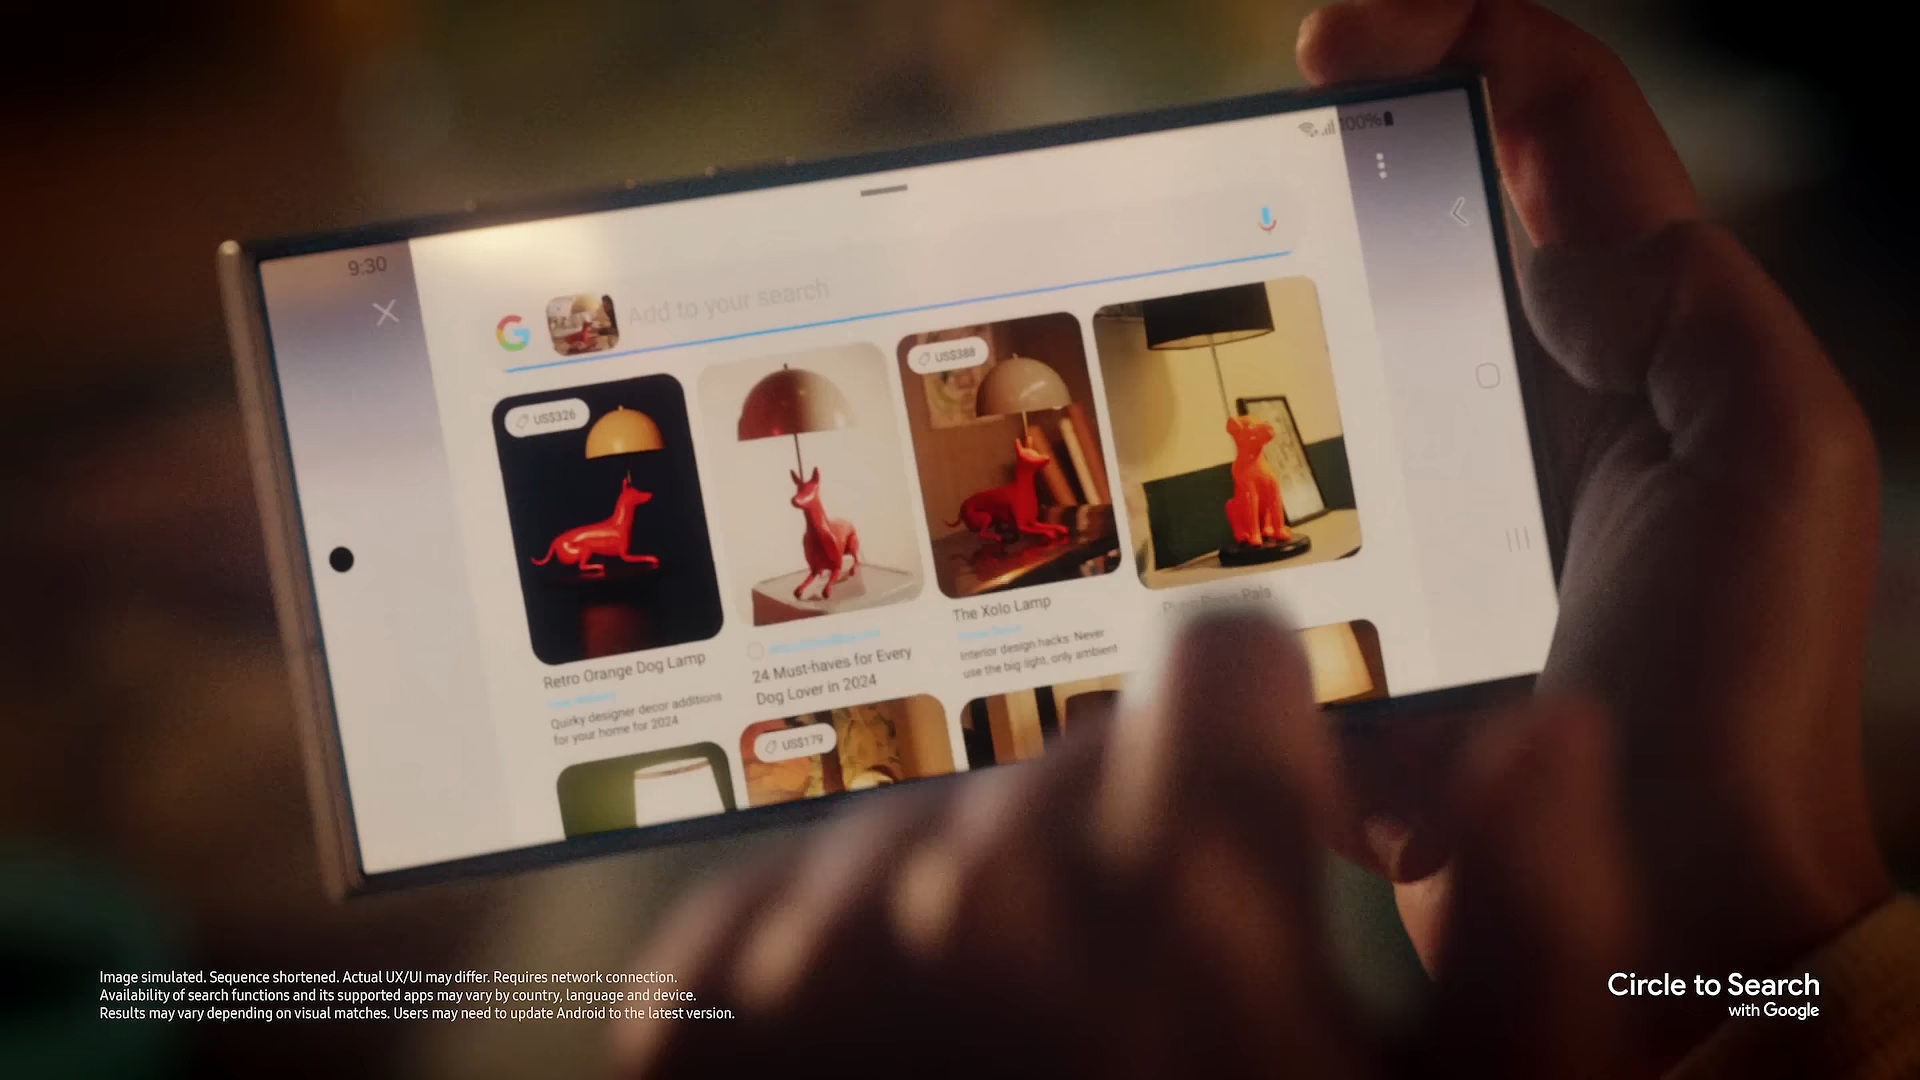 9:30
100%
Add to your search
US$326
US$388
Retro Orange Dog Lamp
Quirky designer decor additions
for your home for 2024
24 Must-haves for Every
Dog Lover in 2024
The Xolo Lamp
Interior design hacks: Never
use the big light, only ambient
Pals
US$179
Image simulated. Sequence shortened. Actual UX/UI may differ. Requires network connection.
Availability of search functions and its supported apps may vary by country, language and device.
Results may vary depending on visual matches. Users may need to update Android to the latest version.
Circle to Search
with Google